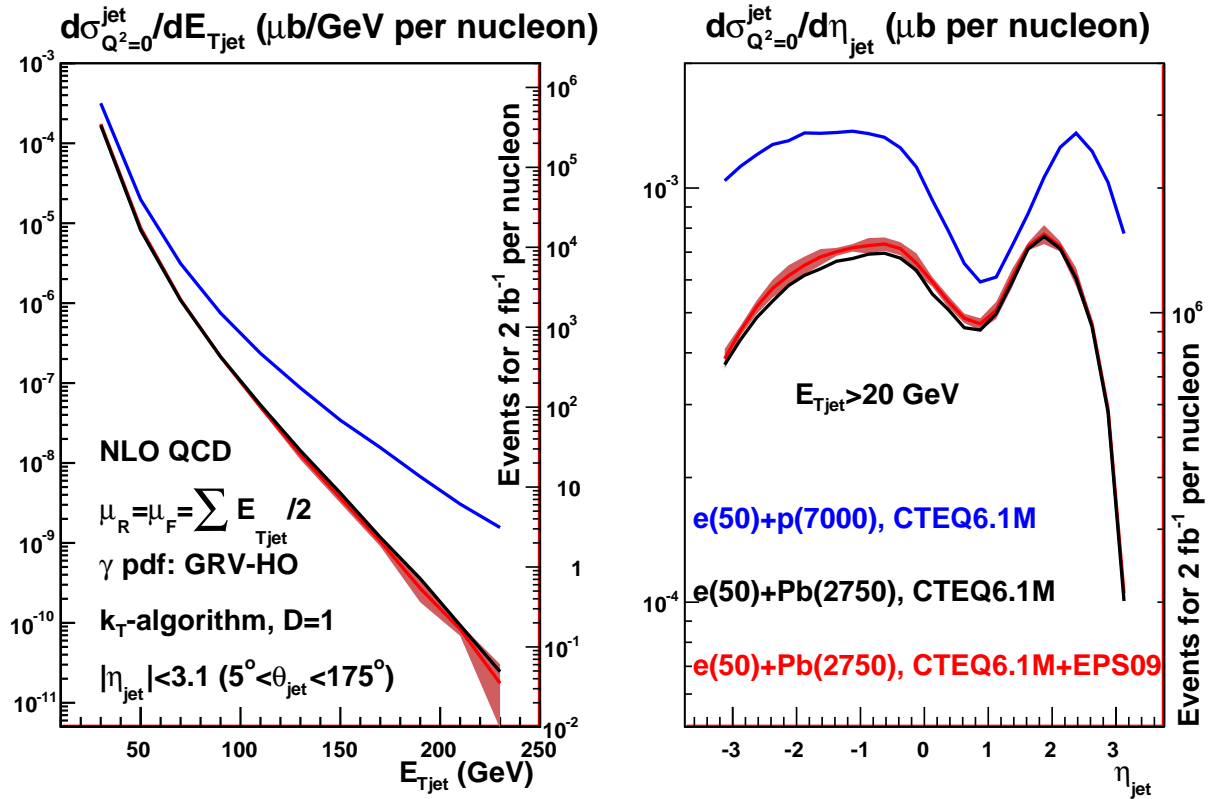 dσ^jet_Q²=0/dE_Tjet (μb/GeV per nucleon)
10^-3
10^-4
10^-5
10^-6
10^-7
10^-8
10^-9
10^-10
10^-11
10^6
10^5
10^4
10^3
10^2
10
1
10^-1
10^-2
Events for 2 fb^-1 per nucleon
NLO QCD
μ_R=μ_F=∑ E_Tjet /2
γ pdf: GRV-HO
k_T-algorithm, D=1
|η_jet|<3.1 (5°<θ_jet<175°)
50 100 150 200 250
E_Tjet (GeV)
dσ^jet_Q²=0/dη_jet (μb per nucleon)
10^-3
10^-4
10^6
Events for 2 fb^-1 per nucleon
E_Tjet>20 GeV
e(50)+p(7000), CTEQ6.1M
e(50)+Pb(2750), CTEQ6.1M
e(50)+Pb(2750), CTEQ6.1M+EPS09
-3 -2 -1 0 1 2 3
η_jet